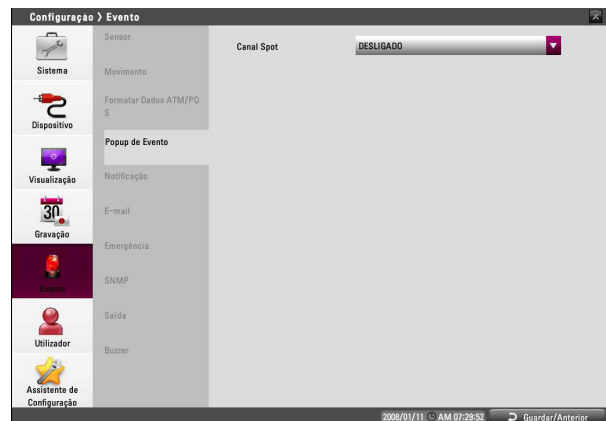 Configuração > Evento
Sistema
Dispositivo
Visualização
Gravação
30
Evento
Utilizador
Assistente de
Configuração
Sensor
Movimento
Formatar Dados ATM/PO
S
Popup de Evento
Notificação
E-mail
Emergência
SNMP
Saída
Buzzer
Canal Spot
DESLIGADO
2008/01/11 AM 07:29:52
Guardar/Anterior